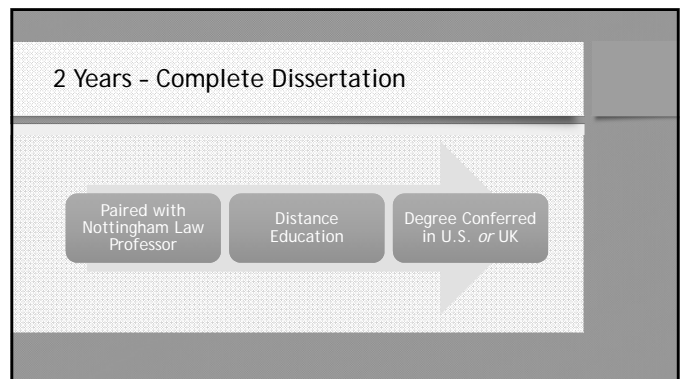 2 Years - Complete Dissertation
Paired with
Nottingham Law
Professor
Distance
Education
Degree Conferred
in U.S. or UK